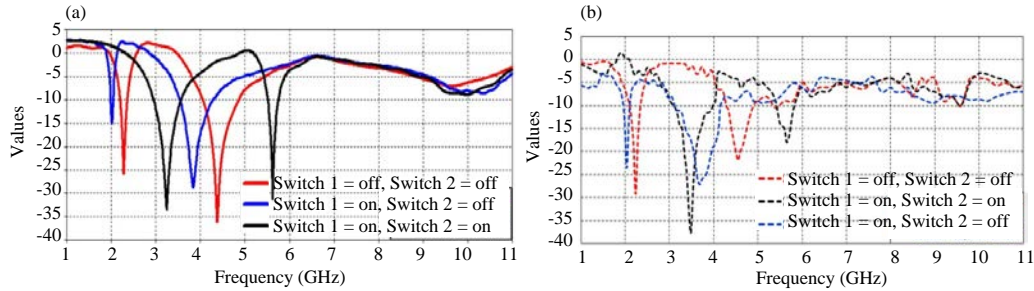 (a)
5
0
-5
-10
-15
-20
-25
-30
-35
-40
Values
Switch 1 = off, Switch 2 = off
Switch 1 = on, Switch 2 = off
Switch 1 = on, Switch 2 = on
1 2 3 4 5 6 7 8 9 10 11
Frequency (GHz)
(b)
5
0
-5
-10
-15
-20
-25
-30
-35
-40
Values
Switch 1 = off, Switch 2 = off
Switch 1 = on, Switch 2 = on
Switch 1 = on, Switch 2 = off
1 2 3 4 5 6 7 8 9 10 11
Frequency (GHz)